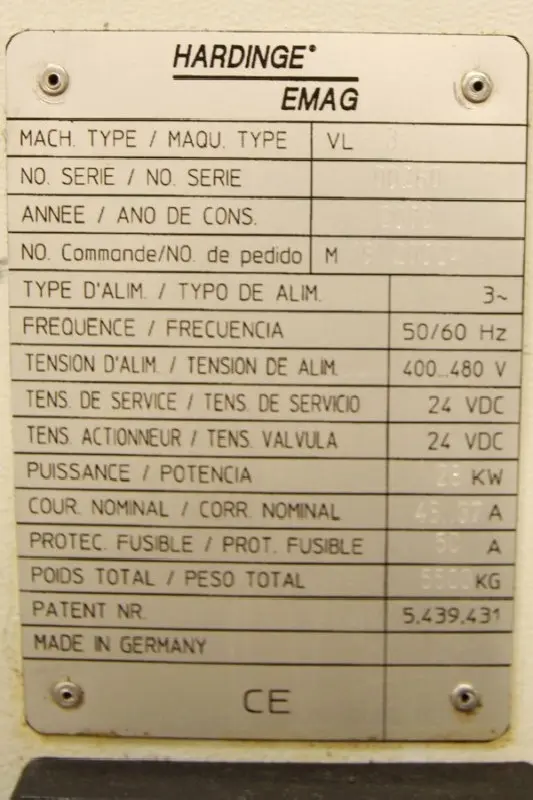 HARDINGE®
EMAG
MACH. TYPE / MAQU. TYPE VL 3
NO. SERIE / NO. SERIE
ANNEE / ANO DE CONS.
NO. Commande/NO. de pedido M
TYPE D'ALIM. / TYPO DE ALIM. 3~
FREQUENCE / FRECUENCIA 50/60 Hz
TENSION D'ALIM. / TENSION DE ALIM. 400...480 V
TENS. DE SERVICE / TENS. DE SERVICIO 24 VDC
TENS. ACTIONNEUR / TENS. VALVULA 24 VDC
PUISSANCE / POTENCIA KW
COUR. NOMINAL / CORR. NOMINAL A
PROTEC. FUSIBLE / PROT. FUSIBLE A
POIDS TOTAL / PESO TOTAL KG
PATENT NR. 5,439,431
MADE IN GERMANY
CE